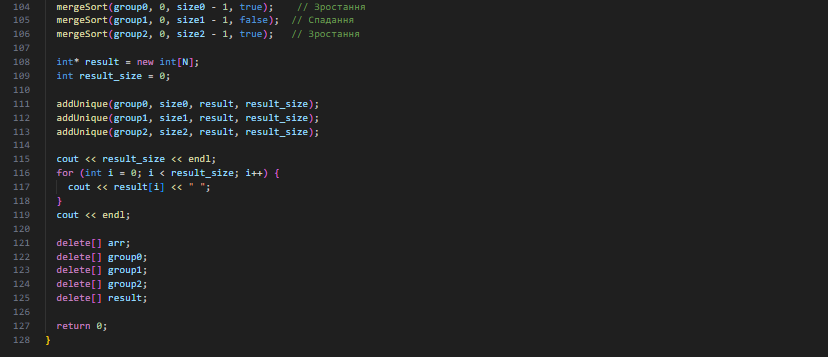 104 mergeSort(group0, 0, size0 - 1, true);    // Зростання
105 mergeSort(group1, 0, size1 - 1, false);  // Спадання
106 mergeSort(group2, 0, size2 - 1, true);   // Зростання
107
108 int* result = new int[N];
109 int result_size = 0;
110
111 addUnique(group0, size0, result, result_size);
112 addUnique(group1, size1, result, result_size);
113 addUnique(group2, size2, result, result_size);
114
115 cout << result_size << endl;
116 for (int i = 0; i < result_size; i++) {
117   cout << result[i] << " ";
118 }
119 cout << endl;
120
121 delete[] arr;
122 delete[] group0;
123 delete[] group1;
124 delete[] group2;
125 delete[] result;
126
127 return 0;
128 }